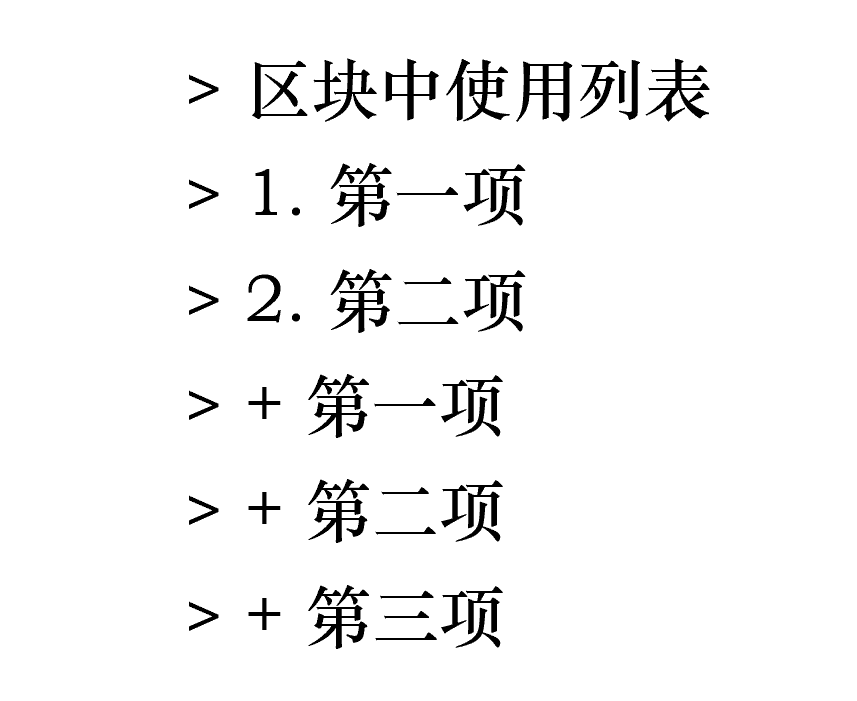 > 区块中使用列表
> 1. 第一项
> 2. 第二项
> + 第一项
> + 第二项
> + 第三项